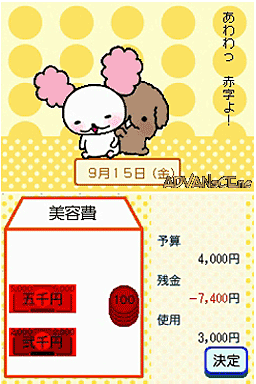 あわわっ 赤字よ！
9月15日(金)
ADVANSCENE
美容費
五千円
弐千円
100
予算
4,000円
残金
-7,400円
使用
3,000円
決定